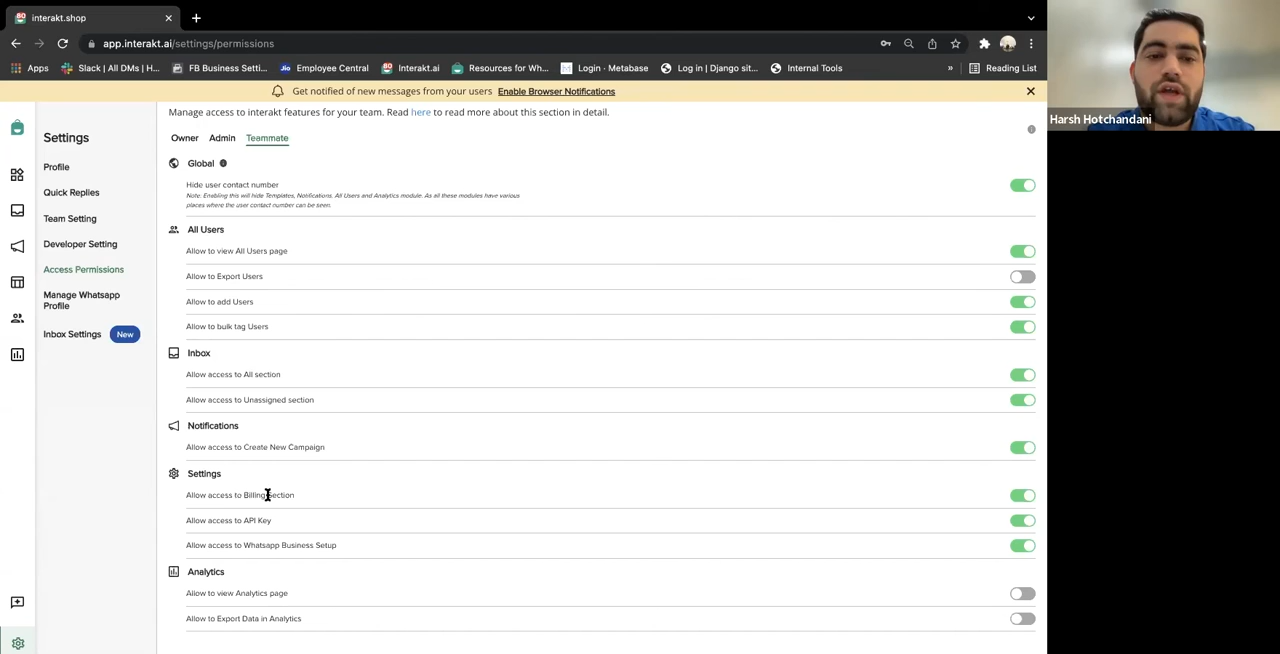 interakt.shop
app.interakt.ai/settings/permissions
Apps
Slack | All DMs | H...
FB Business Setti...
Jio
Employee Central
Interakt.ai
Resources for Wh...
Login · Metabase
Log in | Django sit...
Internal Tools
»
Reading List
Get notified of new messages from your users Enable Browser Notifications
Harsh Hotchandani
Settings
Profile
Quick Replies
Team Setting
Developer Setting
Access Permissions
Manage Whatsapp
Profile
Inbox Settings New
Manage access to interakt features for your team. Read here to read more about this section in detail.
Owner Admin Teammate
Global
Hide user contact number
Note. Enabling this will hide Templates, Notifications. All Users and Analytics module. As all these modules have various
places where the user contact number can be seen.
All Users
Allow to view All Users page
Allow to Export Users
Allow to add Users
Allow to bulk tag Users
Inbox
Allow access to All section
Allow access to Unassigned section
Notifications
Allow access to Create New Campaign
Settings
Allow access to Billing section
Allow access to API Key
Allow access to Whatsapp Business Setup
Analytics
Allow to view Analytics page
Allow to Export Data in Analytics